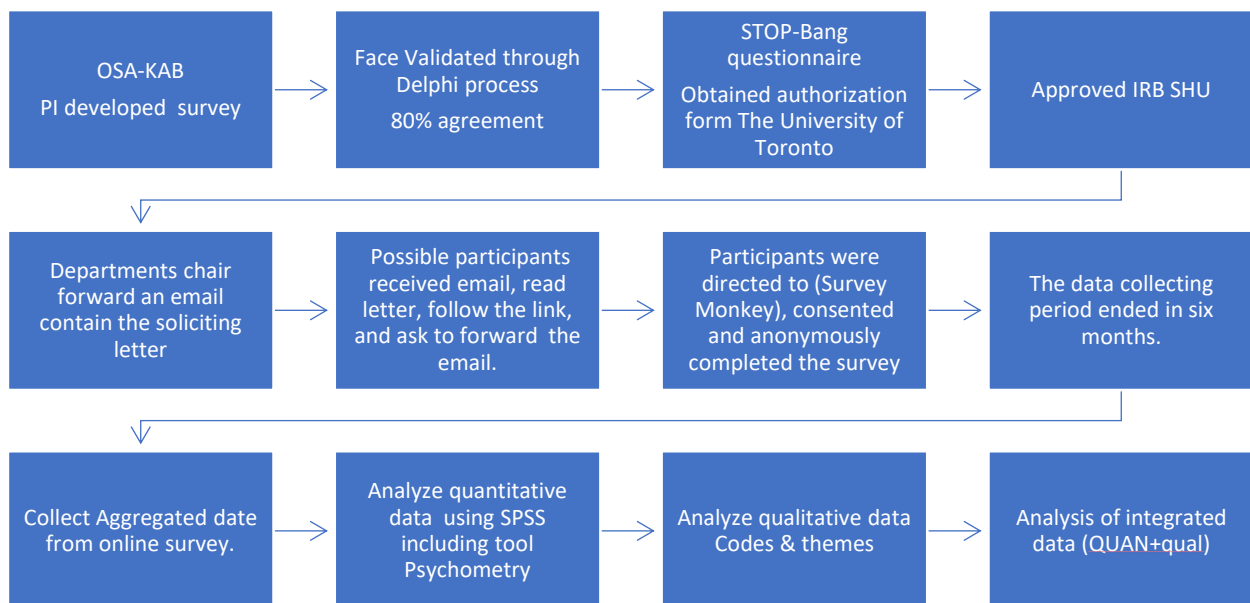 OSA-KAB
PI developed survey
Face Validated through
Delphi process
80% agreement
STOP-Bang
questionnaire
Obtained authorization
form The University of
Toronto
Approved IRB SHU
Departments chair
forward an email
contain the soliciting
letter
Possible participants
received email, read
letter, follow the link,
and ask to forward the
email.
Participants were
directed to (Survey
Monkey), consented
and anonymously
completed the survey
The data collecting
period ended in six
months.
Collect Aggregated date
from online survey.
Analyze quantitative
data using SPSS
including tool
Psychometry
Analyze qualitative data
Codes & themes
Analysis of integrated
data (QUAN+qual)